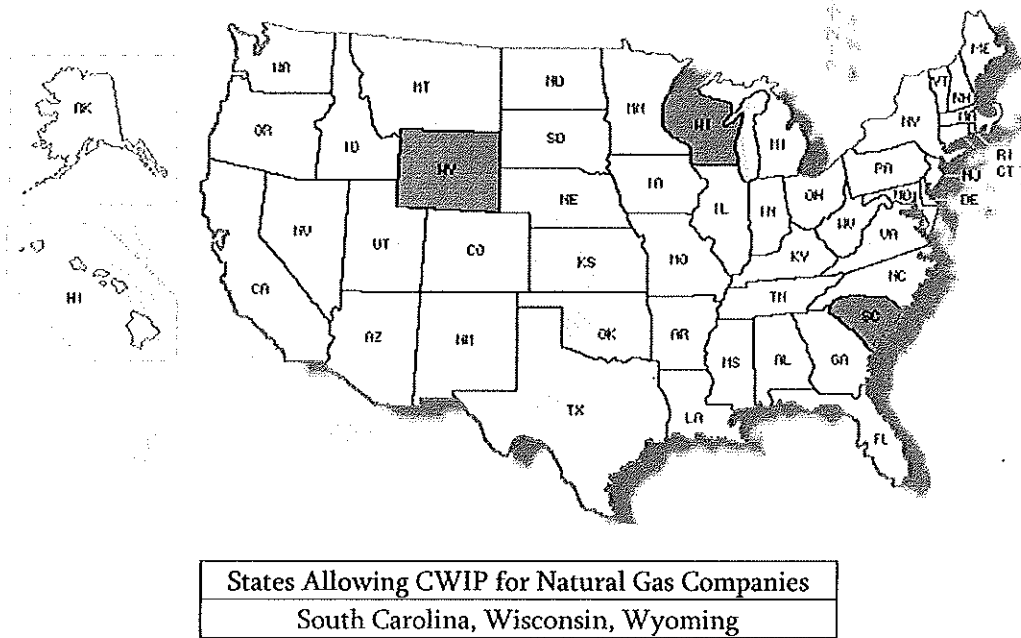 ME
WA
MT
ND
MN
VT
NH
AK
OR
ID
SD
WI
MI
NY
MA
RI
CT
WY
IA
PA
NJ
NE
OH
MD
DE
NV
UT
CO
IL
IN
WV
VA
CA
KS
MO
KY
HI
NC
TN
AZ
NM
OK
AR
SC
MS
AL
GA
TX
LA
FL
States Allowing CWIP for Natural Gas Companies
South Carolina, Wisconsin, Wyoming